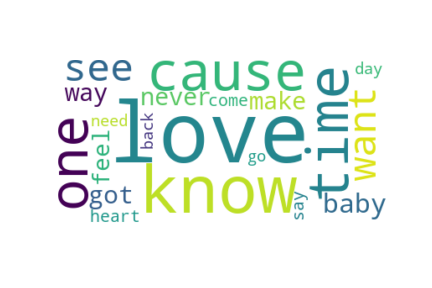 see
cause
time
day
way
never
come
make
want
love
one
need
back
feel
go
know
got
say
baby
heart